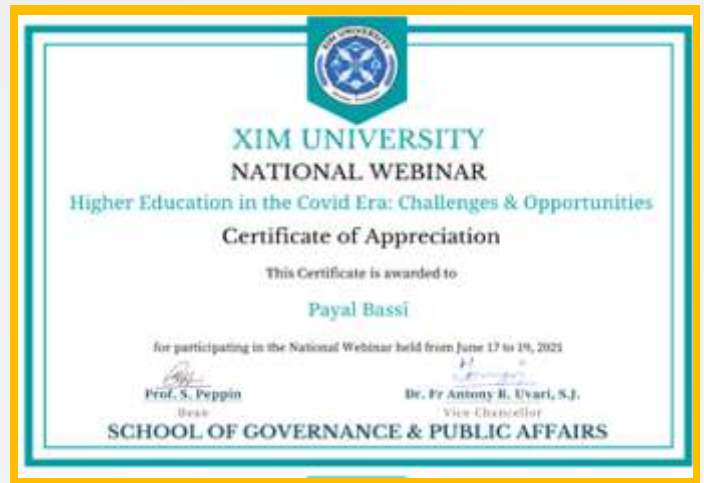 XIM UNIVERSITY
XIM UNIVERSITY
NATIONAL WEBINAR
Higher Education in the Covid Era: Challenges & Opportunities
Certificate of Appreciation
This Certificate is awarded to
Payal Bassi
for participating in the National Webinar held from June 17 to 19, 2021
Prof. S. Peppin
Dr. Fr Antony R. Uvari, S.J.
Dean
Vice Chancellor
SCHOOL OF GOVERNANCE & PUBLIC AFFAIRS